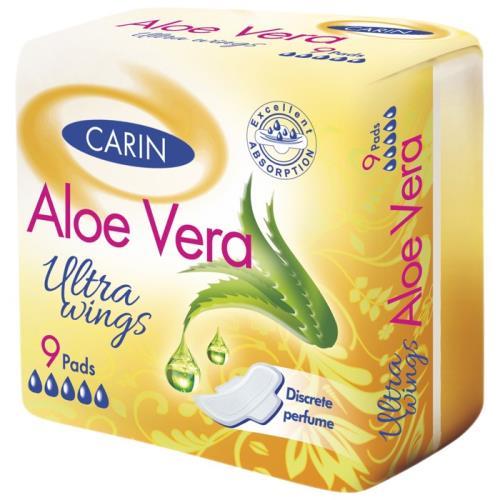 Aloe Vera
Ultra wings
9 Pads
CARIN
Excellent
ABSORPTION
Aloe Vera
Ultra
wings
9 Pads
Discrete
perfume
9 Pads
Aloe Vera
Ultra
wings